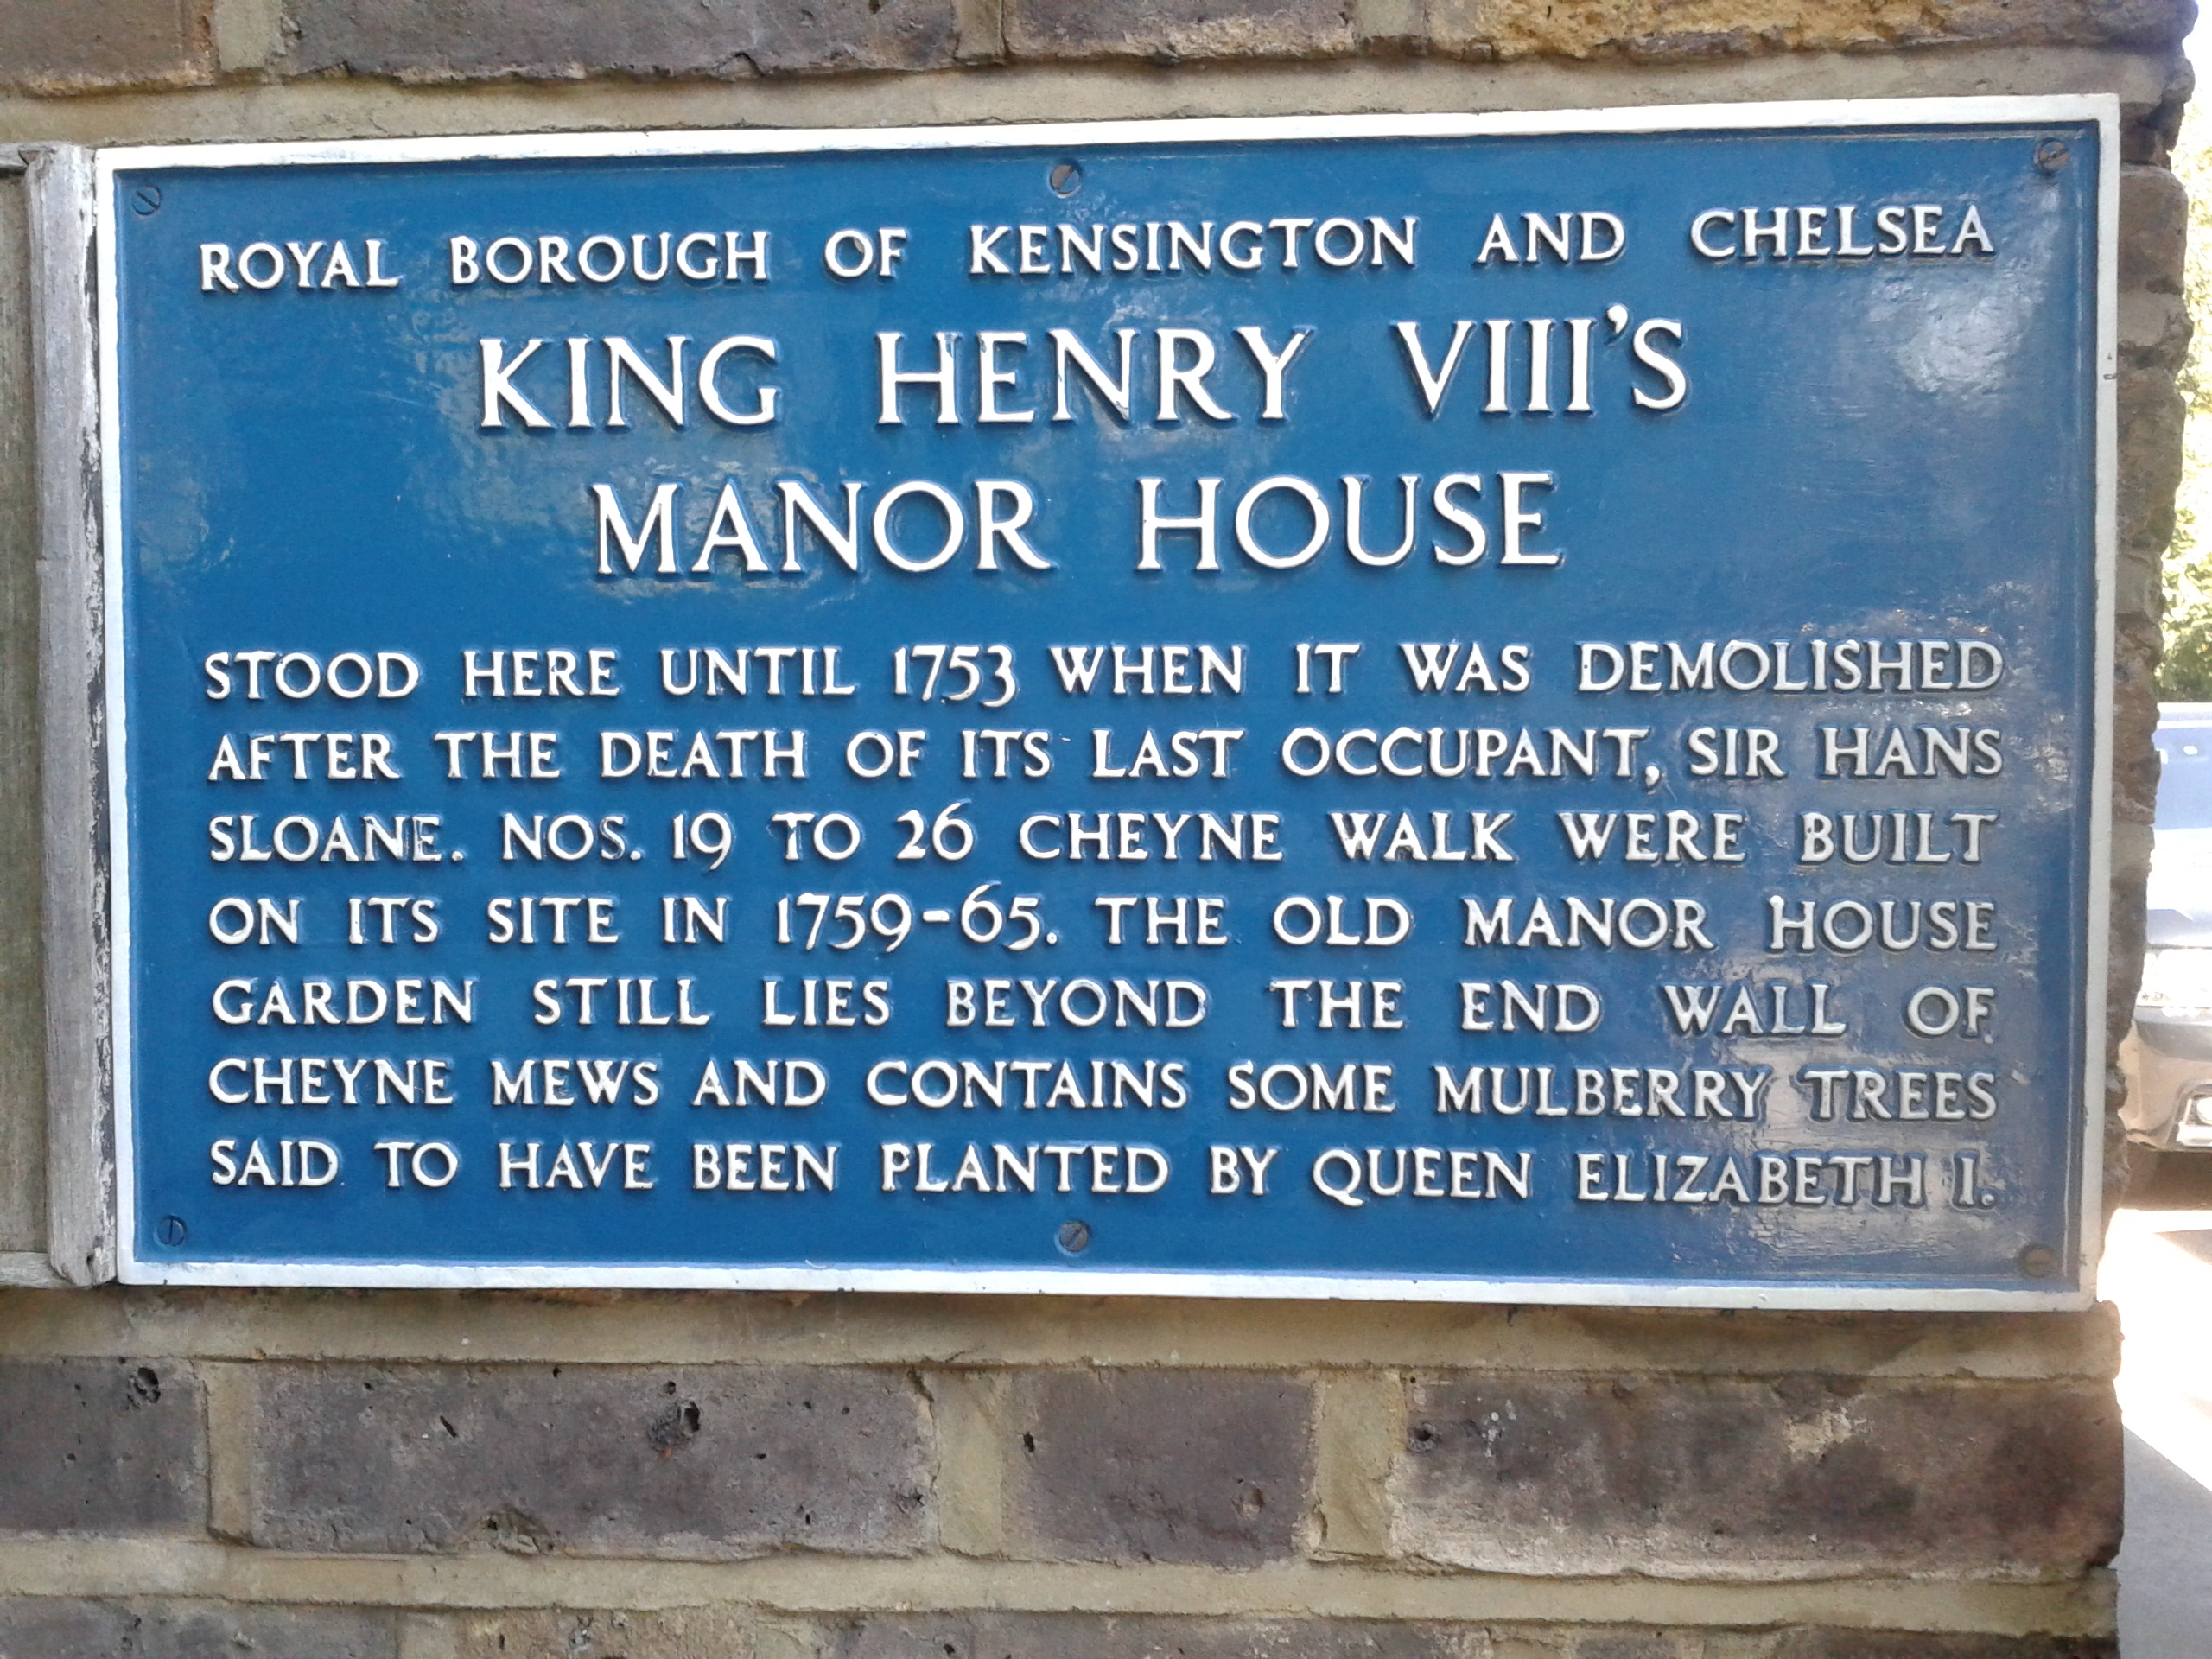 ROYAL BOROUGH OF KENSINGTON AND CHELSEA
KING HENRY VIII'S
MANOR HOUSE
STOOD HERE UNTIL 1753 WHEN IT WAS DEMOLISHED
AFTER THE DEATH OF ITS LAST OCCUPANT, SIR HANS
SLOANE. NOS. 19 TO 26 CHEYNE WALK WERE BUILT
ON ITS SITE IN 1759-65. THE OLD MANOR HOUSE
GARDEN STILL LIES BEYOND THE END WALL OF
CHEYNE MEWS AND CONTAINS SOME MULBERRY TREES
SAID TO HAVE BEEN PLANTED BY QUEEN ELIZABETH I.